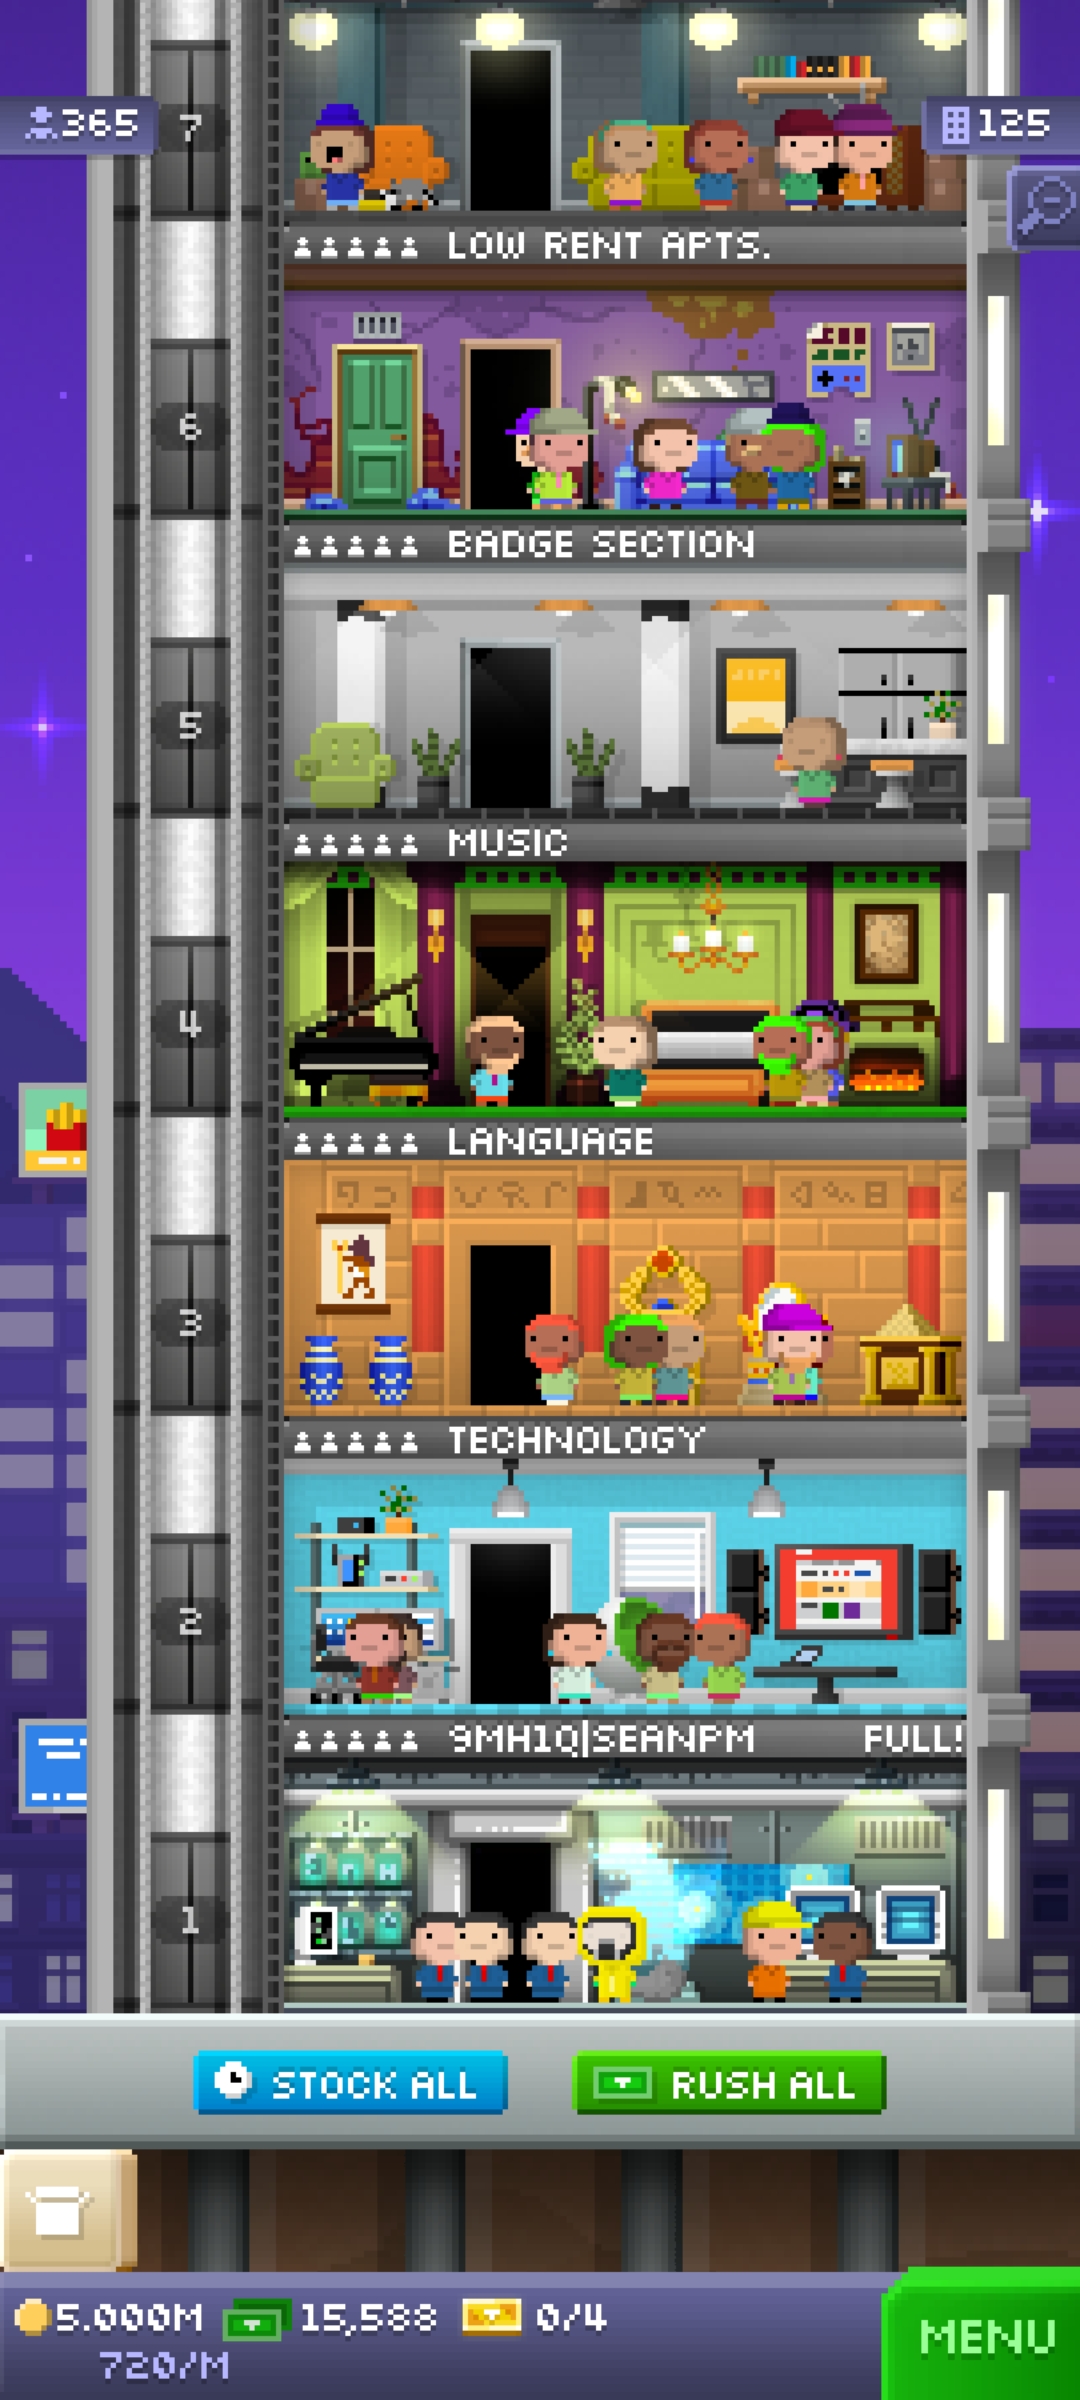 365
7
125
LOW RENT APTS.
6
BADGE SECTION
5
MUSIC
4
LANGUAGE
3
TECHNOLOGY
2
9MH1Q|SEANPM FULL!
1
STOCK ALL
RUSH ALL
5.000M 15,588 0/4
720/M
MENU